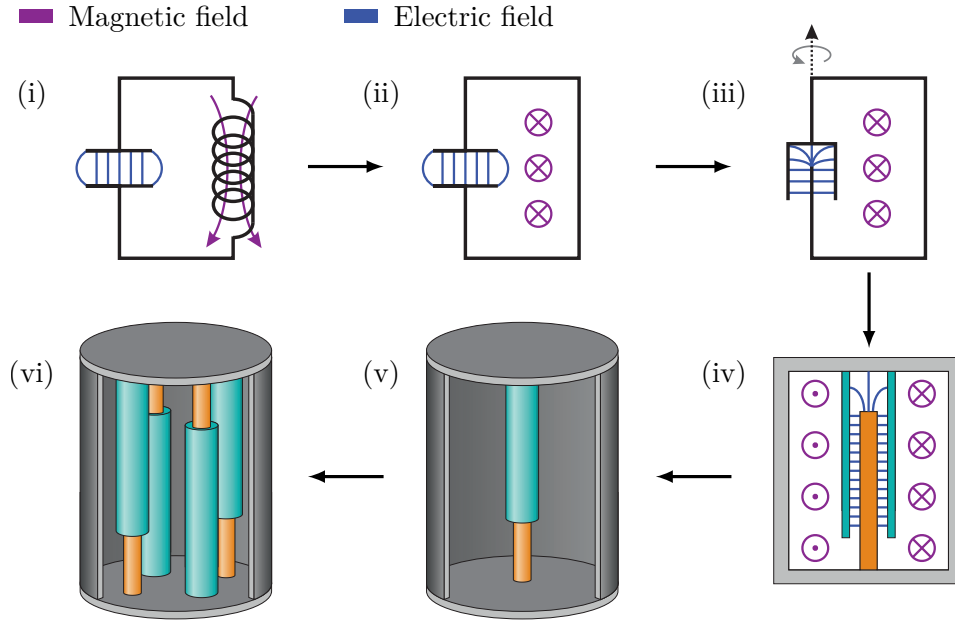 Magnetic field
Electric field
(i)
(ii)
(iii)
(vi)
(v)
(iv)